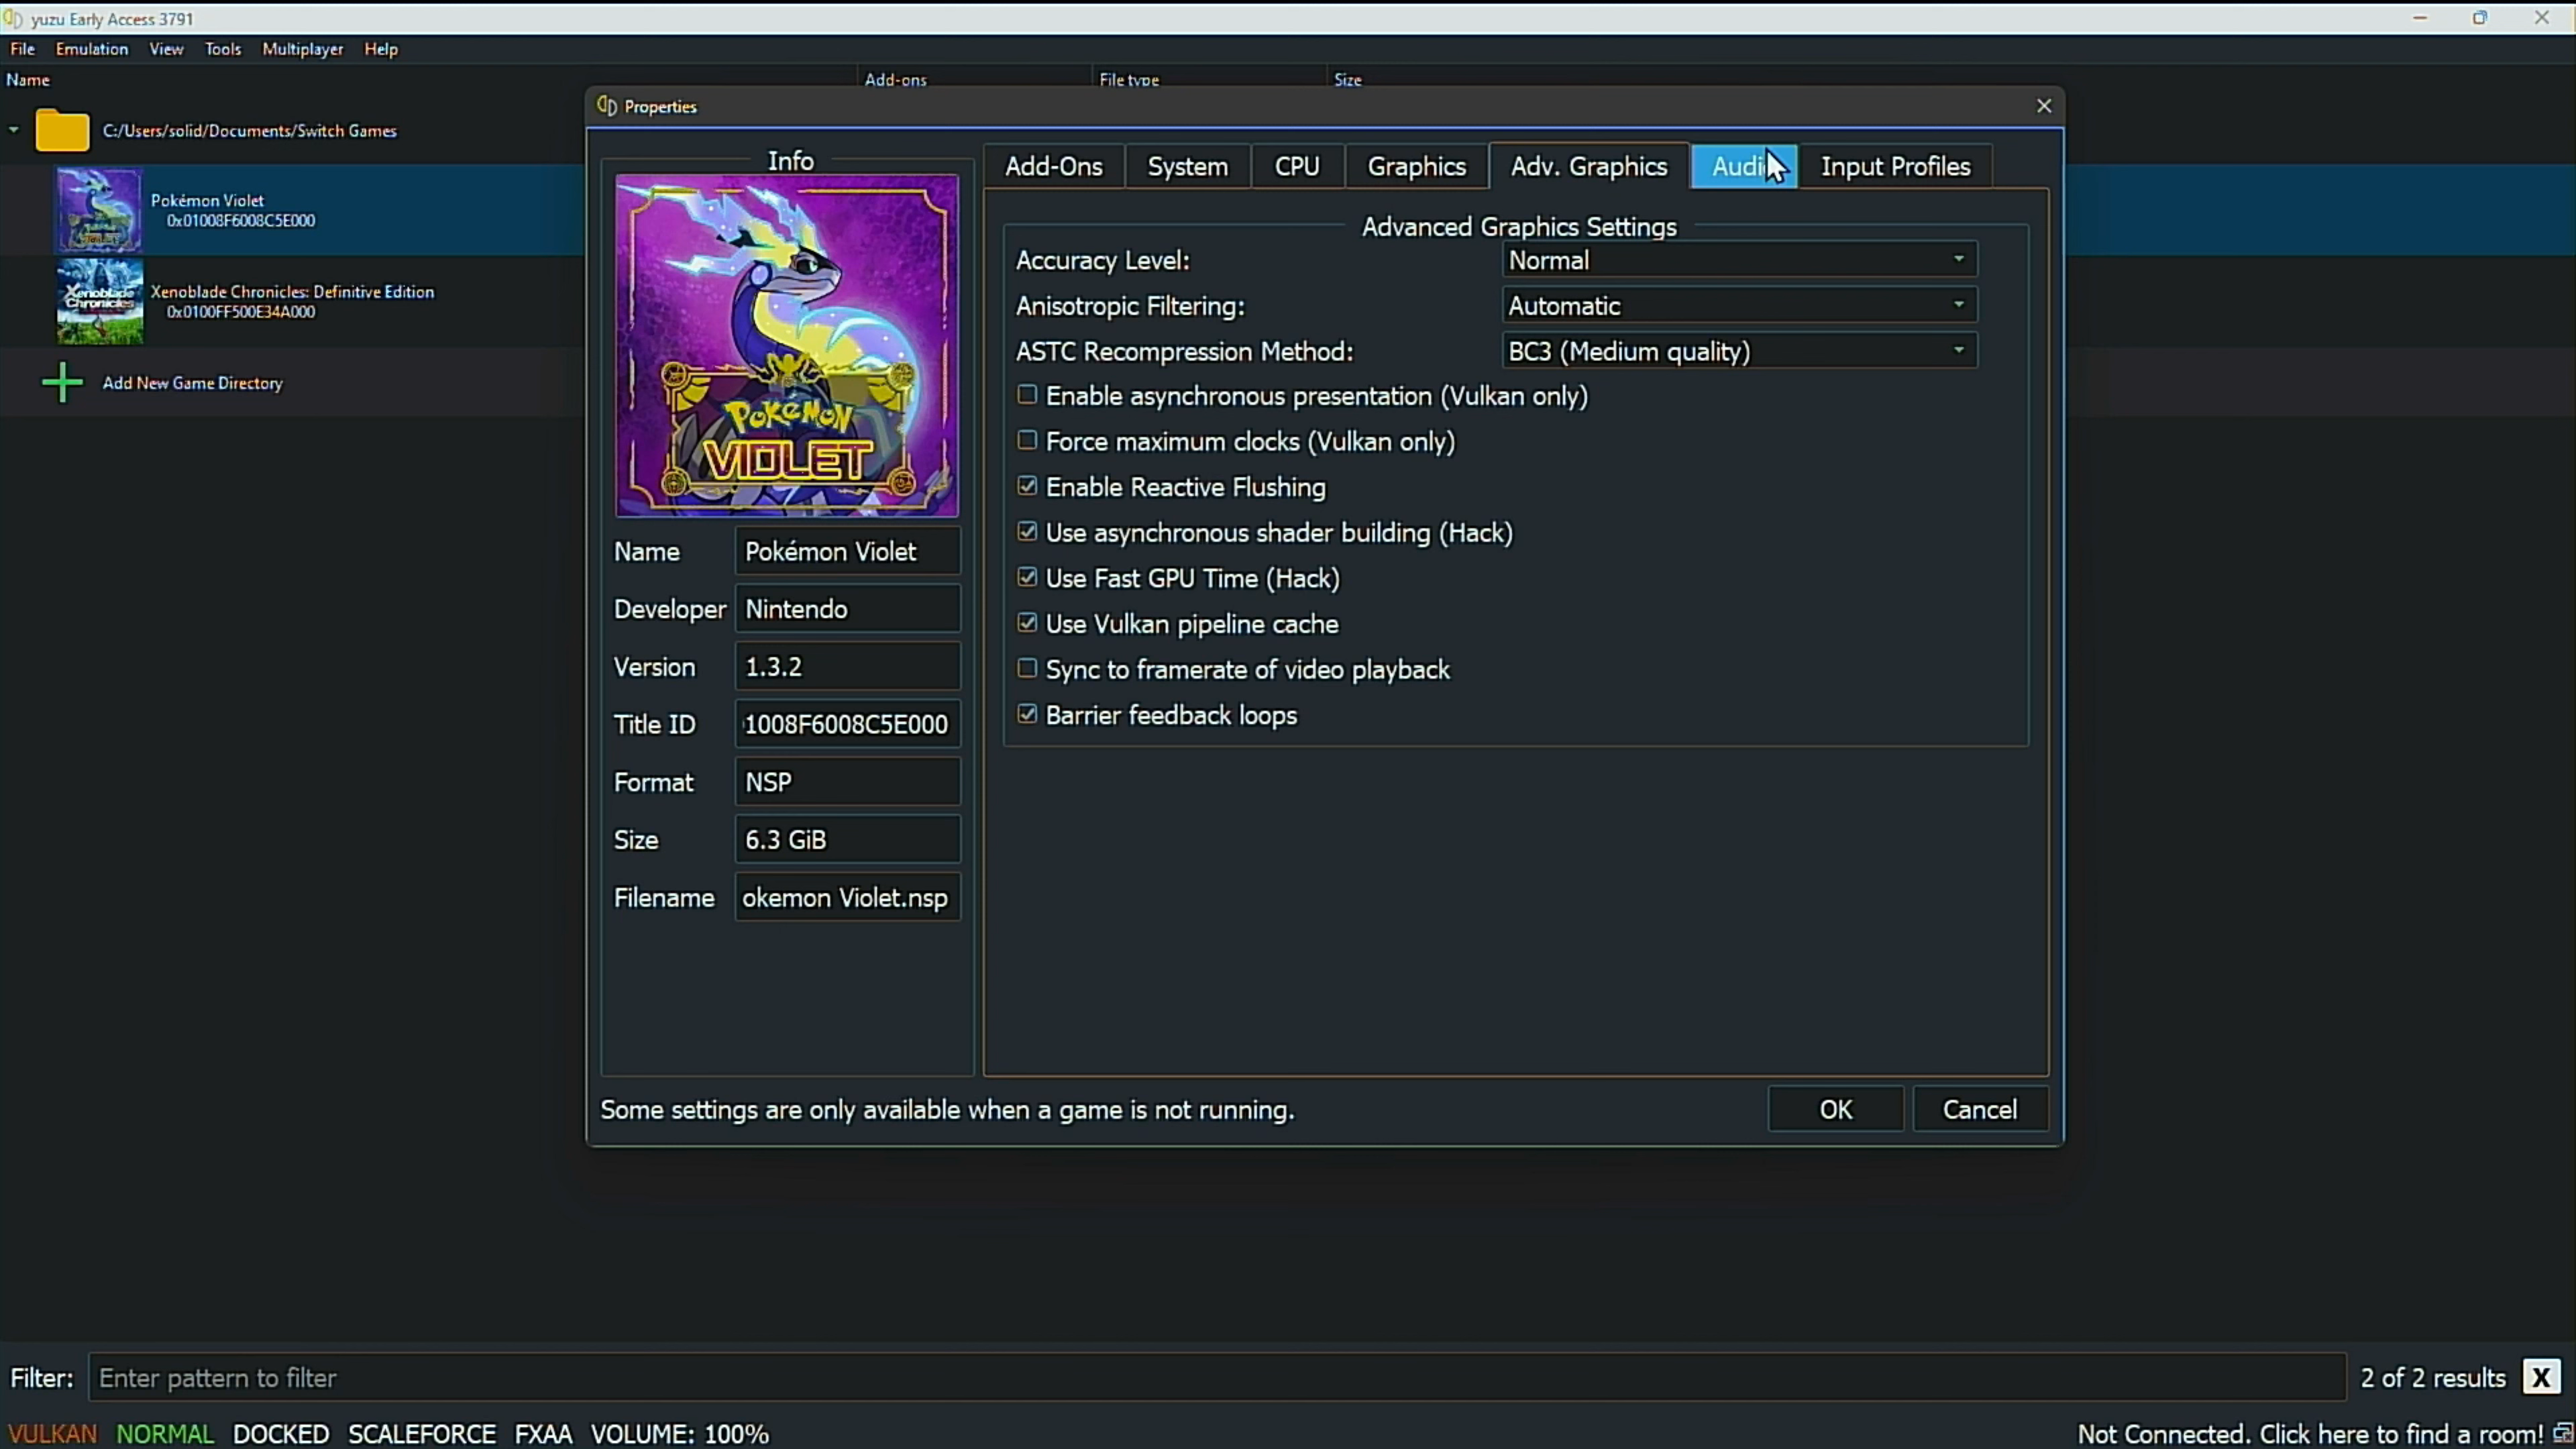 yuzu Early Access 3791
File Emulation View Tools Multiplayer Help
Name Add-ons File type Size
C:/Users/solid/Documents/Switch Games
Pokémon Violet
0x01008F6008C5E000
Xenoblade Chronicles
Xenoblade Chronicles: Definitive Edition
0x0100FF500E34A000
Add New Game Directory
Properties
Info
POKÉMON
VIOLET
Name Pokémon Violet
Developer Nintendo
Version 1.3.2
Title ID 1008F6008C5E000
Format NSP
Size 6.3 GiB
Filename okemon Violet.nsp
Add-Ons System CPU Graphics Adv. Graphics Audi Input Profiles
Advanced Graphics Settings
Accuracy Level: Normal
Anisotropic Filtering: Automatic
ASTC Recompression Method: BC3 (Medium quality)
Enable asynchronous presentation (Vulkan only)
Force maximum clocks (Vulkan only)
Enable Reactive Flushing
Use asynchronous shader building (Hack)
Use Fast GPU Time (Hack)
Use Vulkan pipeline cache
Sync to framerate of video playback
Barrier feedback loops
Some settings are only available when a game is not running.
OK Cancel
Filter: Enter pattern to filter 2 of 2 results X
VULKAN NORMAL DOCKED SCALEFORCE FXAA VOLUME: 100% Not Connected. Click here to find a room!